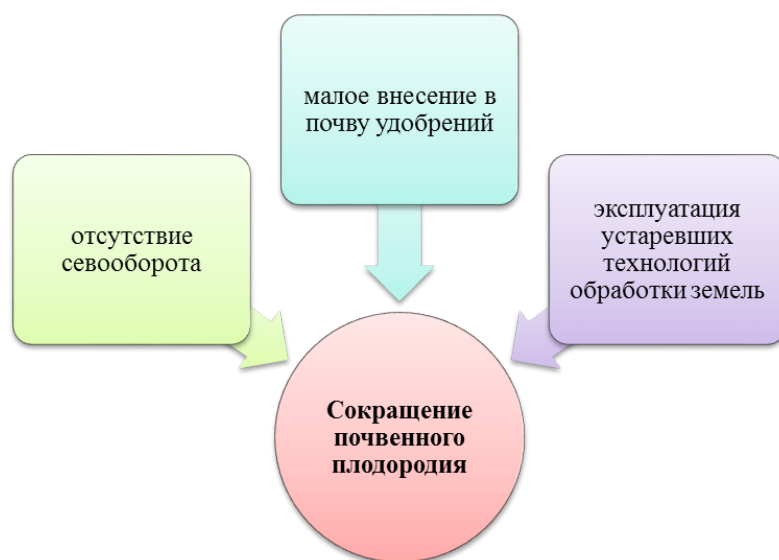 малое внесение в
почву удобрений
отсутствие
севооборота
эксплуатация
устаревших
технологий
обработки земель
Сокращение
почвенного
плодородия